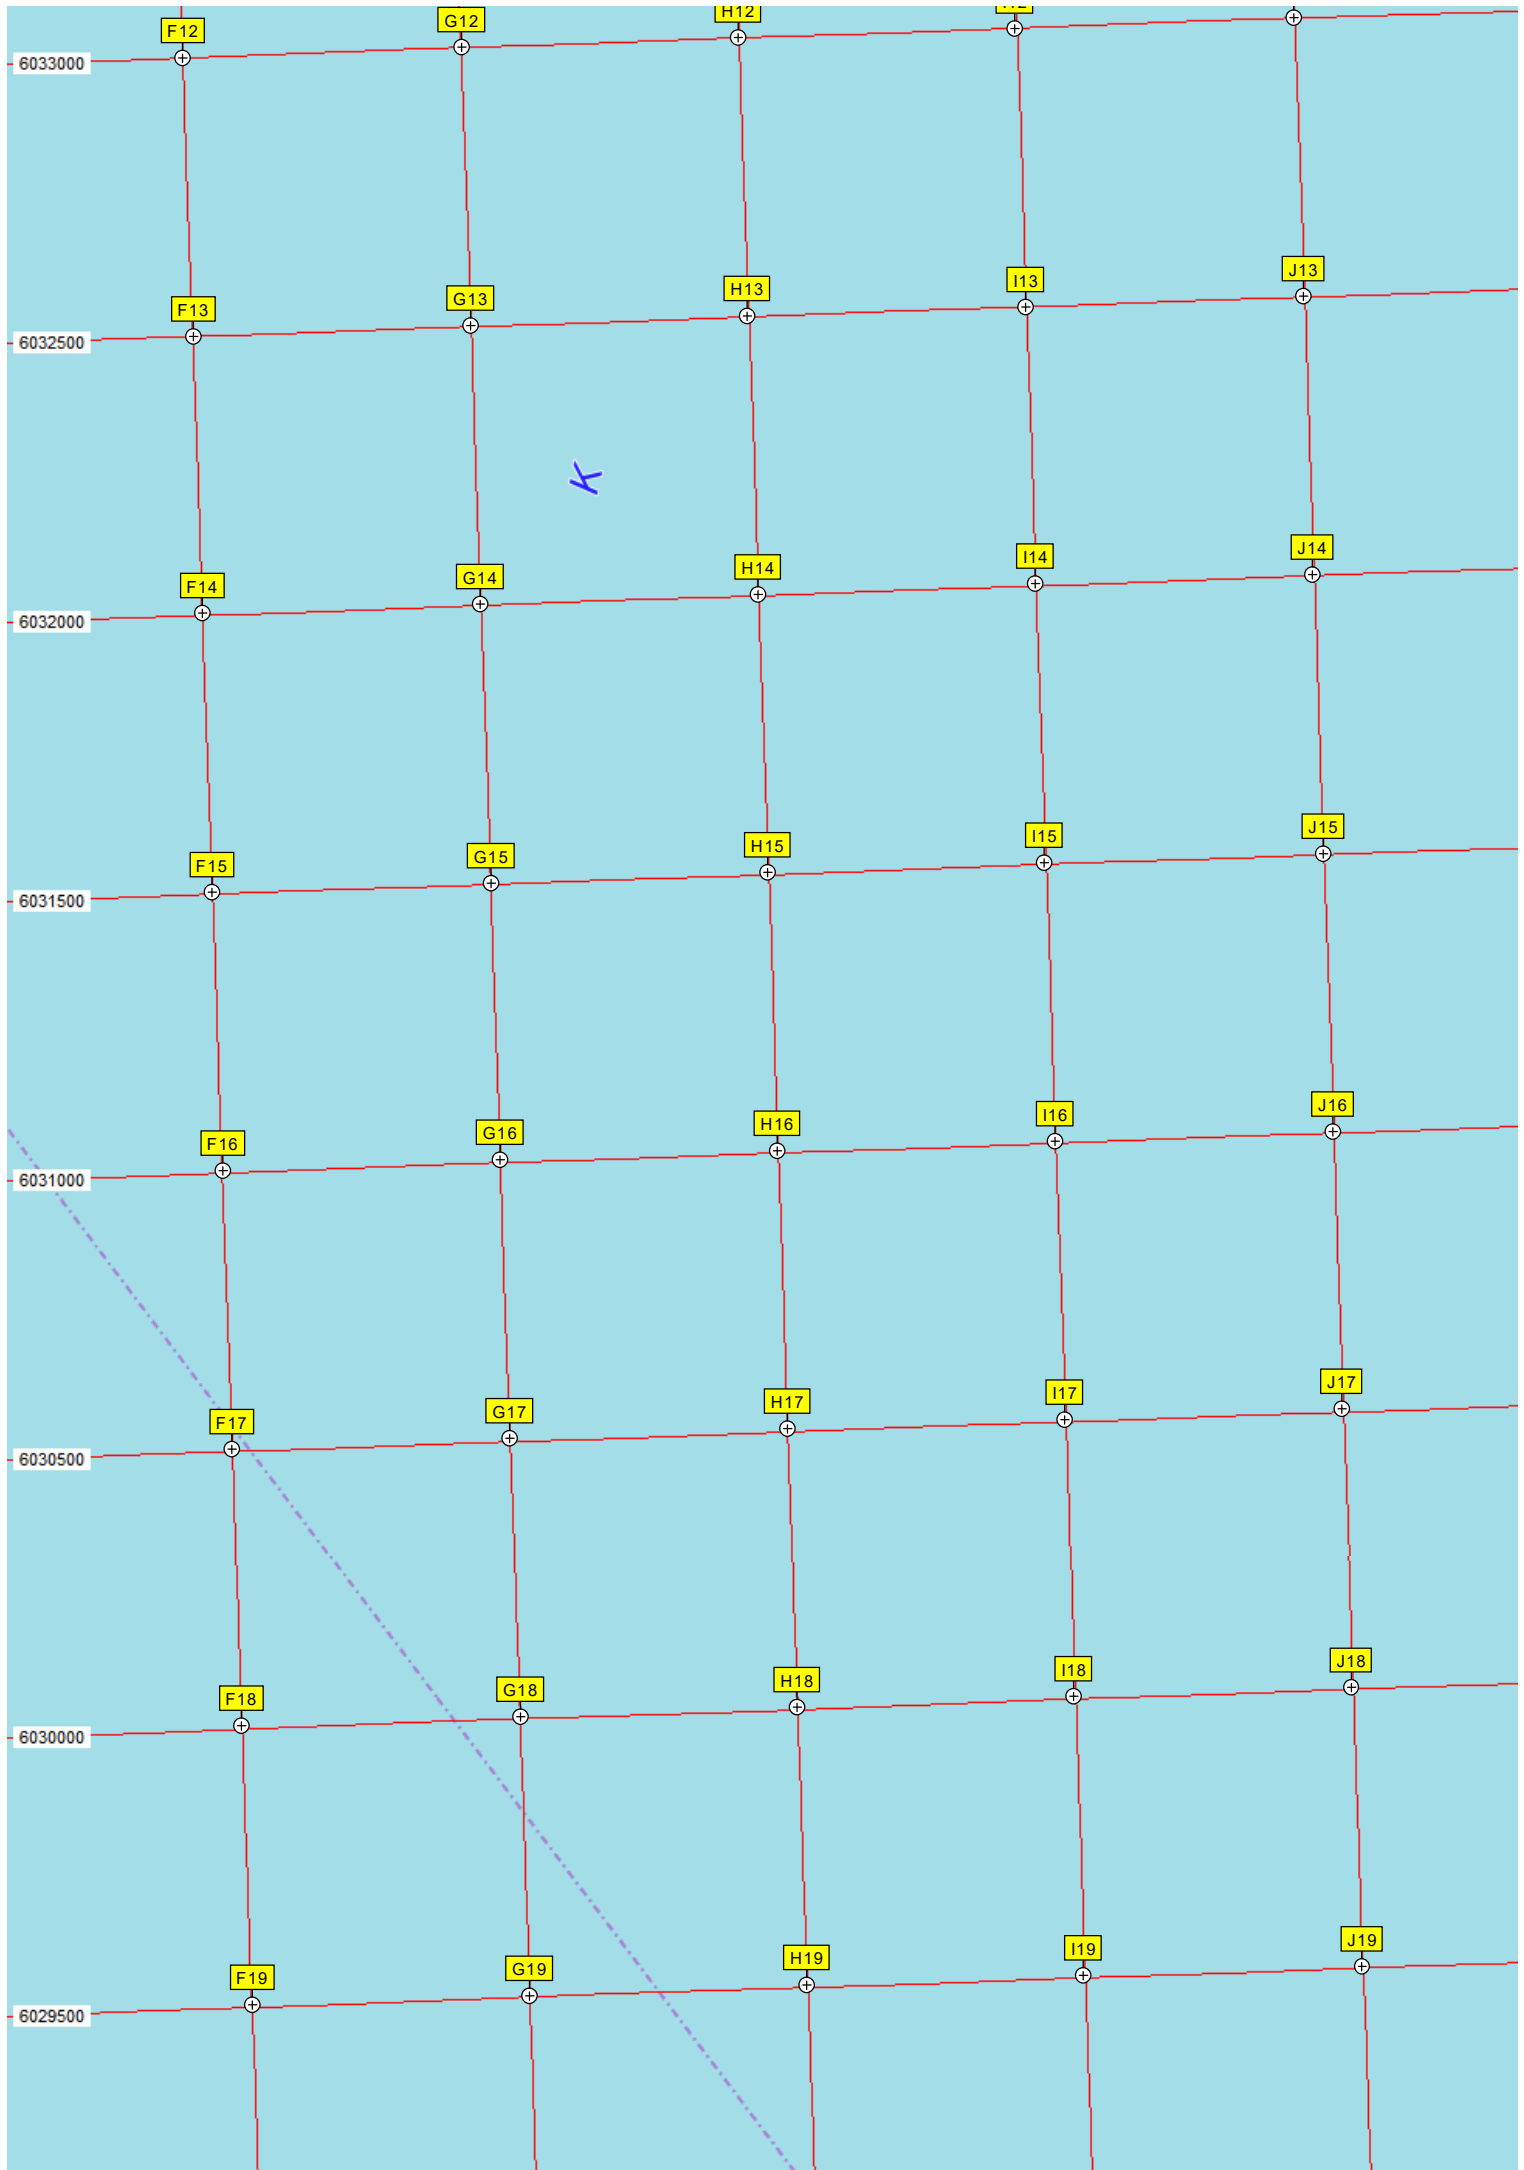 F12 G12 H12
6033000
F13 G13 H13 I13 J13
6032500
K
F14 G14 H14 I14 J14
6032000
F15 G15 H15 I15 J15
6031500
F16 G16 H16 I16 J16
6031000
F17 G17 H17 I17 J17
6030500
F18 G18 H18 I18 J18
6030000
F19 G19 H19 I19 J19
6029500